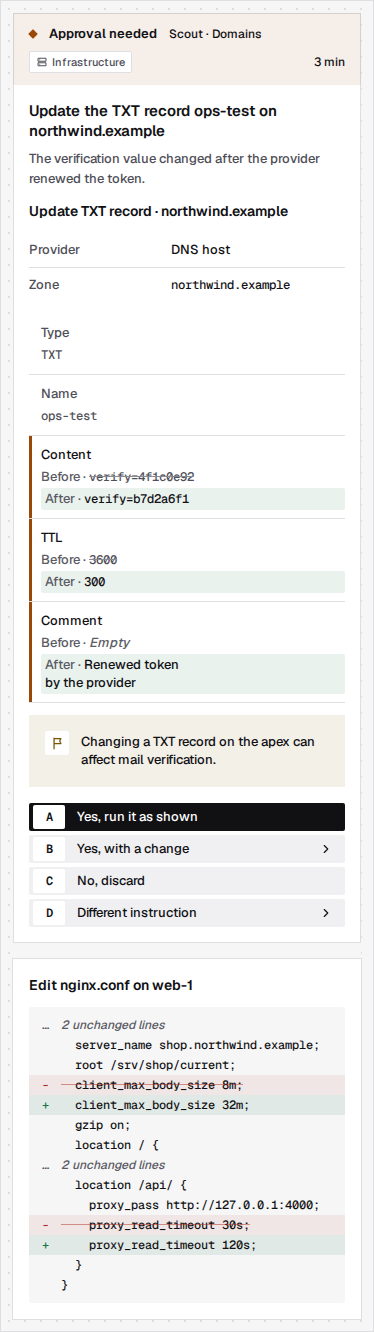 Approval needed Scout · Domains
Infrastructure 3 min
Update the TXT record ops-test on
northwind.example
The verification value changed after the provider
renewed the token.
Update TXT record · northwind.example
Provider DNS host
Zone northwind.example
Type
TXT
Name
ops-test
Content
Before · verify=4f1c0e92
After · verify=b7d2a6f1
TTL
Before · 3600
After · 300
Comment
Before · Empty
After · Renewed token
by the provider
Changing a TXT record on the apex can
affect mail verification.
A Yes, run it as shown
B Yes, with a change
C No, discard
D Different instruction
Edit nginx.conf on web-1
… 2 unchanged lines
server_name shop.northwind.example;
root /srv/shop/current;
- client_max_body_size 8m;
+ client_max_body_size 32m;
gzip on;
location / {
… 2 unchanged lines
location /api/ {
proxy_pass http://127.0.0.1:4000;
- proxy_read_timeout 30s;
+ proxy_read_timeout 120s;
}
}